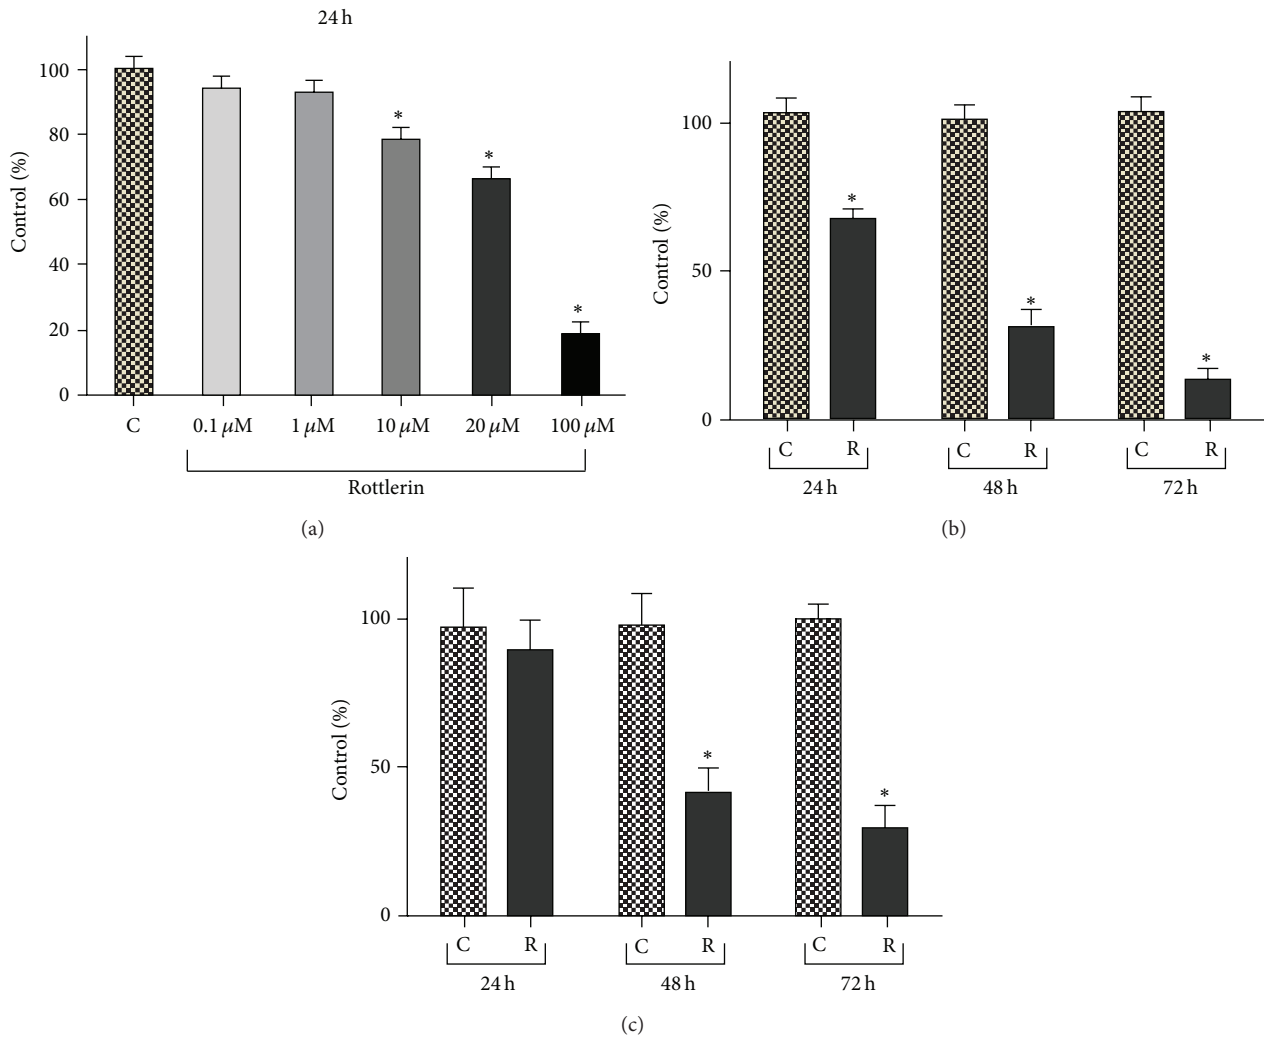 24 h
Control (%)
100
80
60
40
20
0
*
*
*
C
0.1 μM
1 μM
10 μM
20 μM
100 μM
Rottlerin
(a)
Control (%)
100
50
0
*
*
*
C R C R C R
24 h 48 h 72 h
(b)
Control (%)
100
50
0
*
*
C R C R C R
24 h 48 h 72 h
(c)